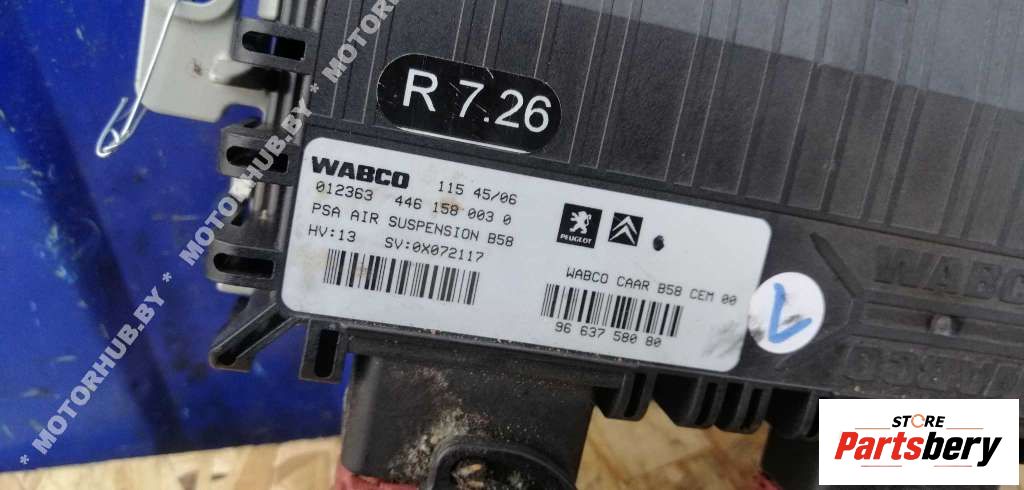 R 7.26
WABCO 115 45/06
012363 446 158 003 0
PSA AIR SUSPENSION B58
HV:13 SV:0X072117
PEUGEOT
WABCO CAAR B58 CEM 00
96 637 580 80
WABCO
* MOTORHUB.BY * MOTORHUB.BY * MOTORHUB.BY *
STORE
Partsbery